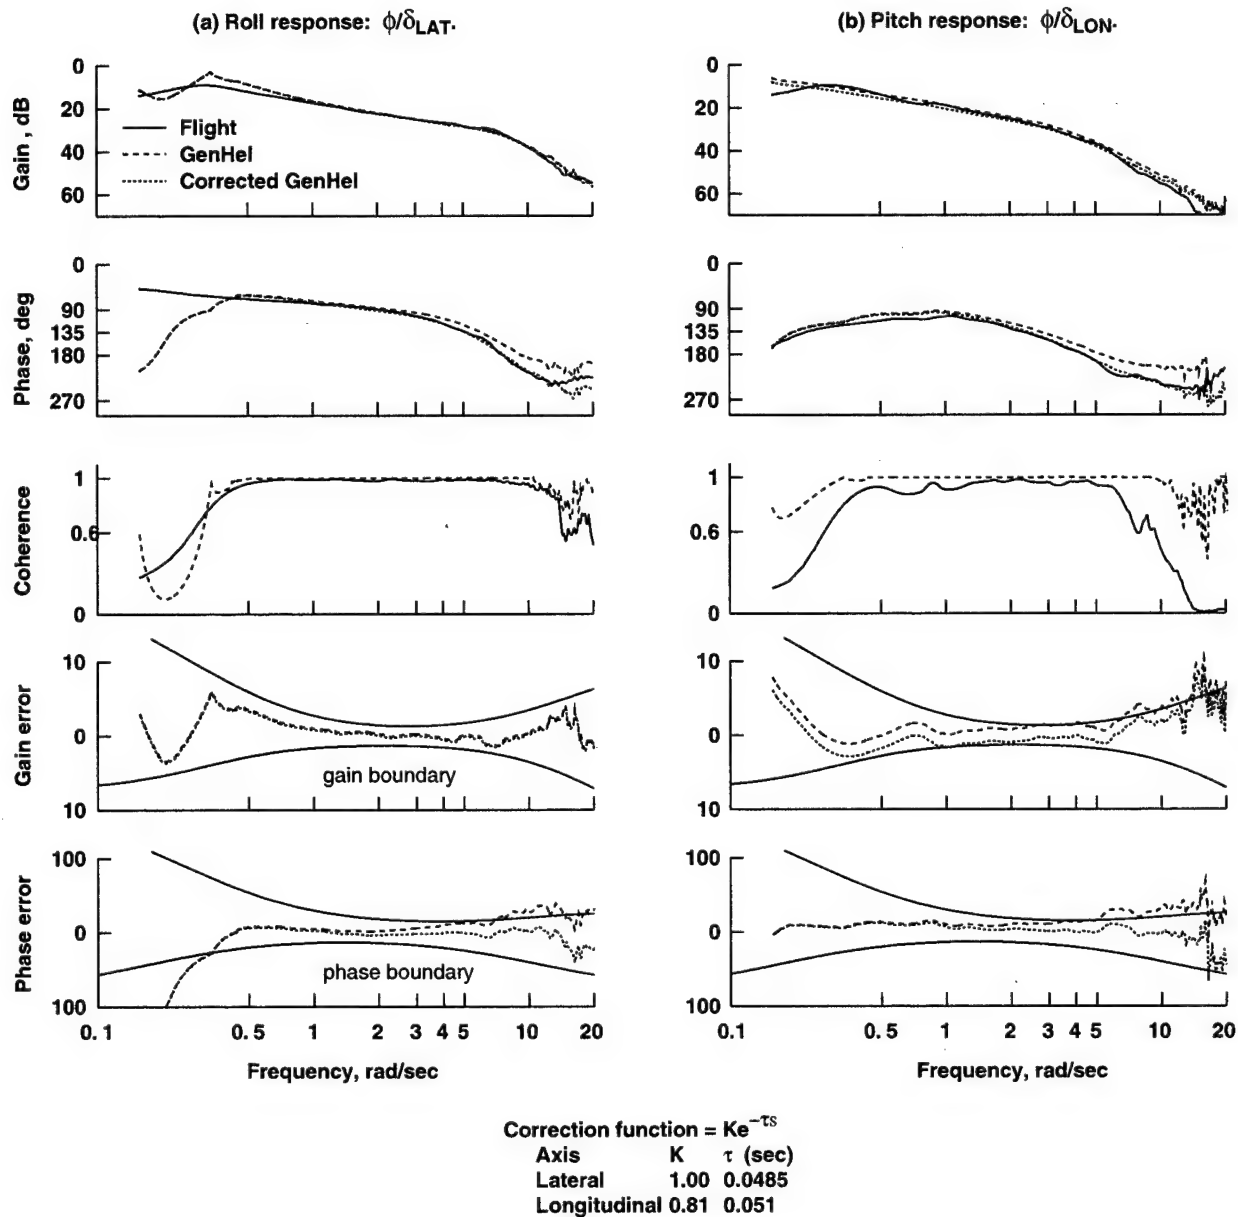 (a) Roll response: ϕ/δLAT.
(b) Pitch response: ϕ/δLON.
Gain , dB
0
20
40
60
Flight
GenHel
Corrected GenHel
0
20
40
60
Phase, deg
0
90
135
180
270
0
90
135
180
270
Coherence
1
0.6
0
1
0.6
0
Gain error
10
0
10
gain boundary
10
0
10
Phase error
100
0
100
phase boundary
100
0
100
0.1 0.5 1 2 3 4 5 10 20
0.1 0.5 1 2 3 4 5 10 20
Frequency, rad/sec
Frequency, rad/sec
Correction function = Ke−τs
Axis K τ (sec)
Lateral 1.00 0.0485
Longitudinal 0.81 0.051